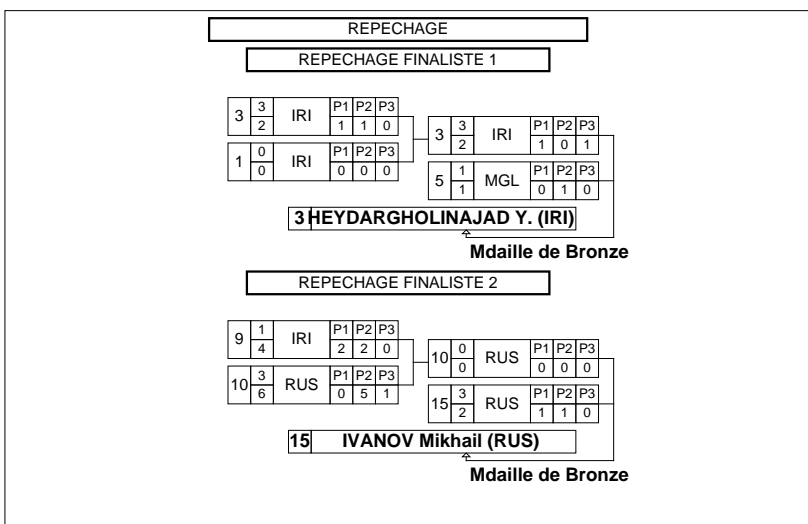 REPECHAGE
REPECHAGE FINALISTE 1
3 3 2 IRI P1 P2 P3 1 1 0
1 0 0 IRI P1 P2 P3 0 0 0
3 3 2 IRI P1 P2 P3 1 0 1
5 1 1 MGL P1 P2 P3 0 1 0
3 HEYDARGHOLINAJAD Y. (IRI)
Mdaille de Bronze
REPECHAGE FINALISTE 2
9 1 4 IRI P1 P2 P3 2 2 0
10 3 6 RUS P1 P2 P3 0 5 1
10 0 0 RUS P1 P2 P3 0 0 0
15 3 2 RUS P1 P2 P3 1 1 0
15 IVANOV Mikhail (RUS)
Mdaille de Bronze